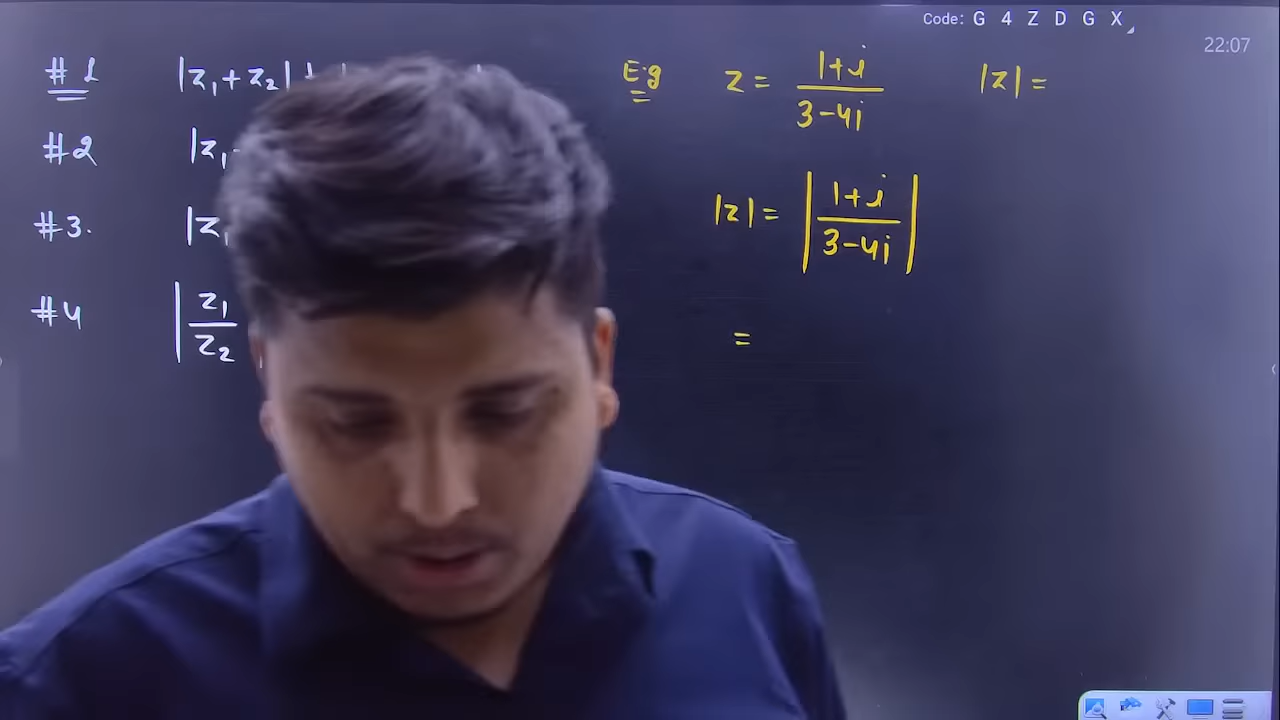 Code: G 4 Z D G X
22:07
# 1 |z₁+z₂|
E.g z = (1+i)/(3-4i) |z| =
#2 |z₁-
#3. |z₁
|z| = |(1+i)/(3-4i)|
#4 |z₁/z₂
=